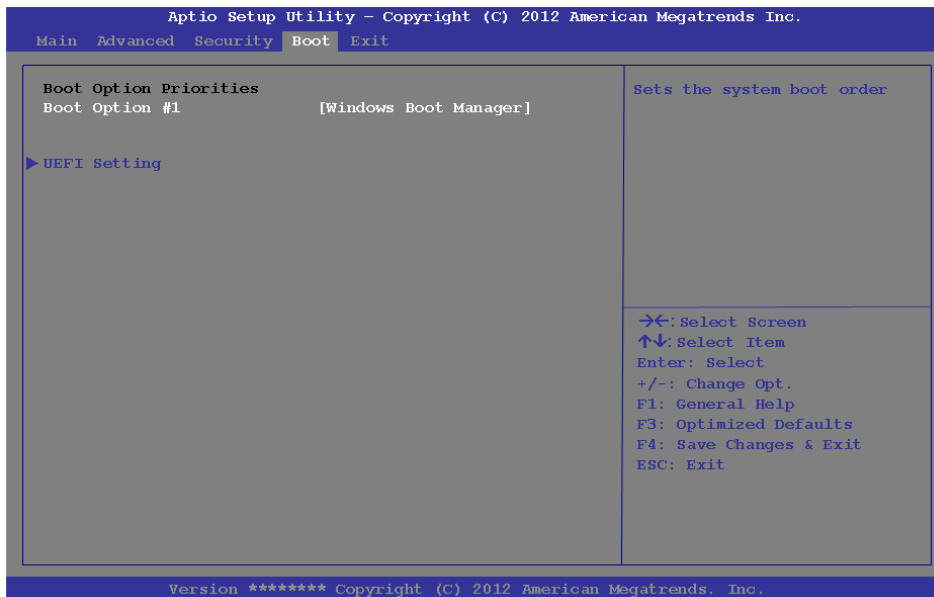 Aptio Setup Utility – Copyright (C) 2012 American Megatrends Inc.
Main Advanced Security Boot Exit
Boot Option Priorities
Boot Option #1 [Windows Boot Manager]
▶ UEFI Setting
Sets the system boot order
→←: Select Screen
↑↓: Select Item
Enter: Select
+/-: Change Opt.
F1: General Help
F3: Optimized Defaults
F4: Save Changes & Exit
ESC: Exit
Version ******** Copyright (C) 2012 American Megatrends. Inc.